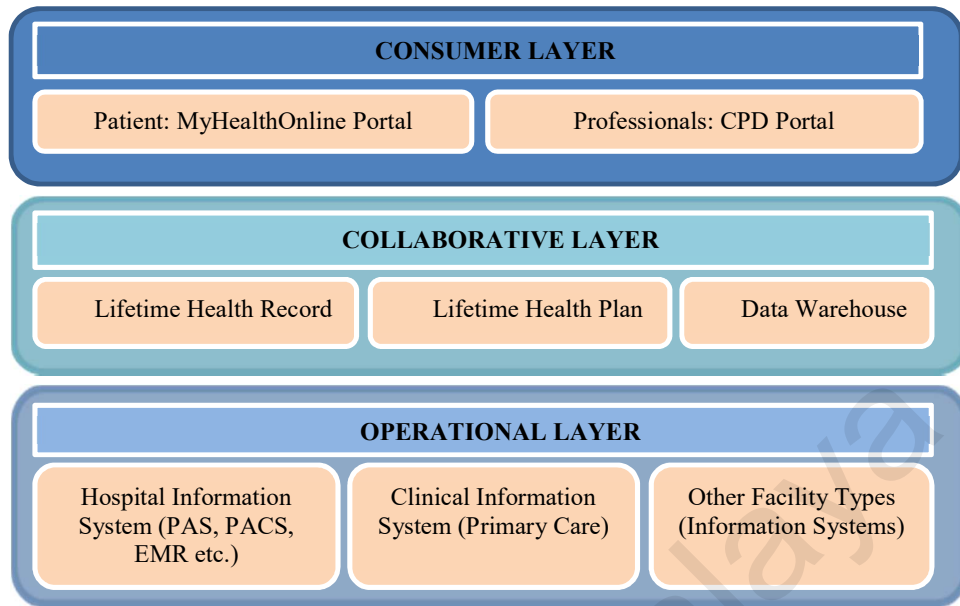 CONSUMER LAYER
Patient: MyHealthOnline Portal
Professionals: CPD Portal
COLLABORATIVE LAYER
Lifetime Health Record
Lifetime Health Plan
Data Warehouse
OPERATIONAL LAYER
Hospital Information
System (PAS, PACS,
EMR etc.)
Clinical Information
System (Primary Care)
Other Facility Types
(Information Systems)